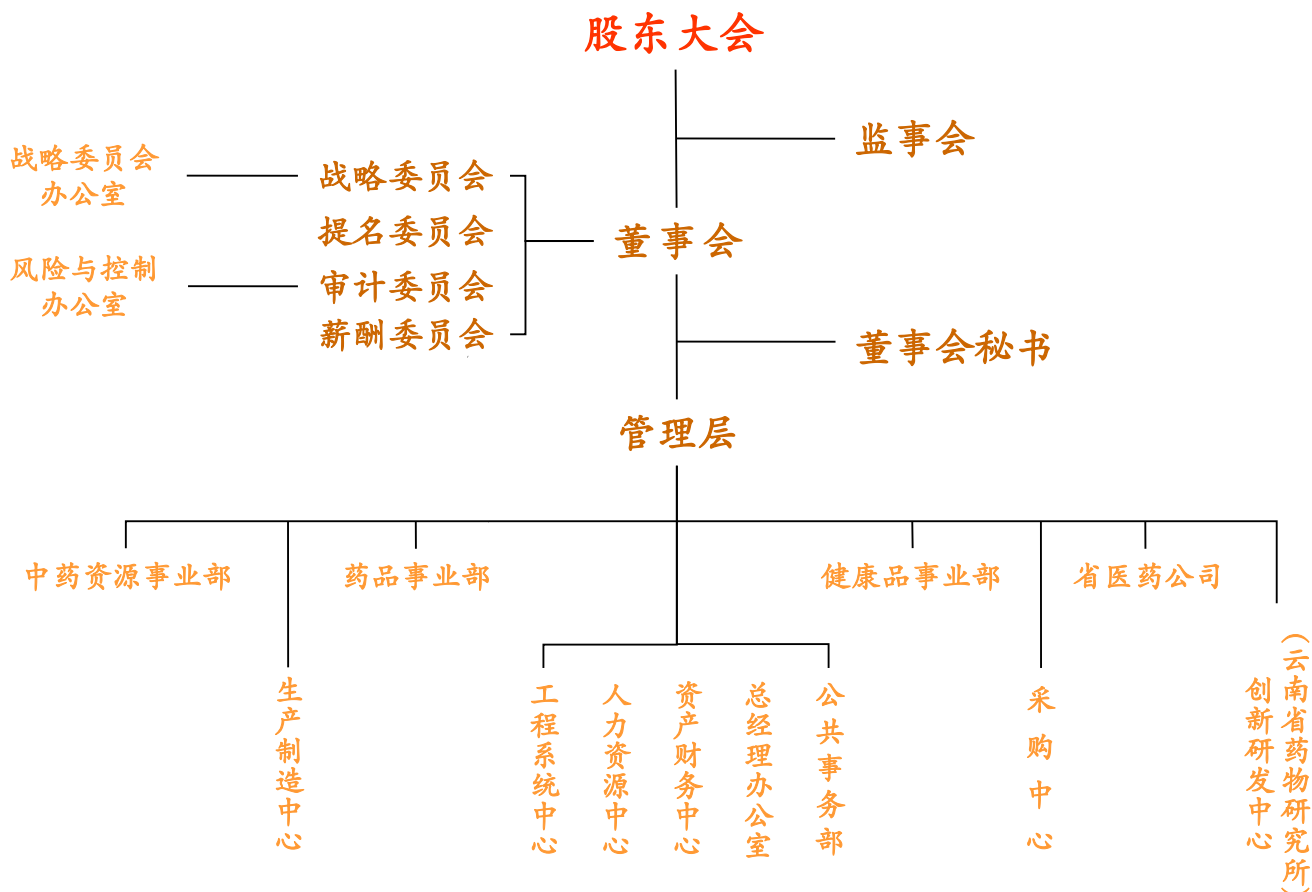 股东大会
监事会
战略委员会
办公室
战略委员会
提名委员会
董事会
风险与控制
办公室
审计委员会
薪酬委员会
董事会秘书
管理层
中药资源事业部
药品事业部
健康品事业部
省医药公司
生产制造中心
工程系统中心
人力资源中心
资产财务中心
总经理办公室
公共事务部
采购中心
创新研发中心
（云南省药物研究所）